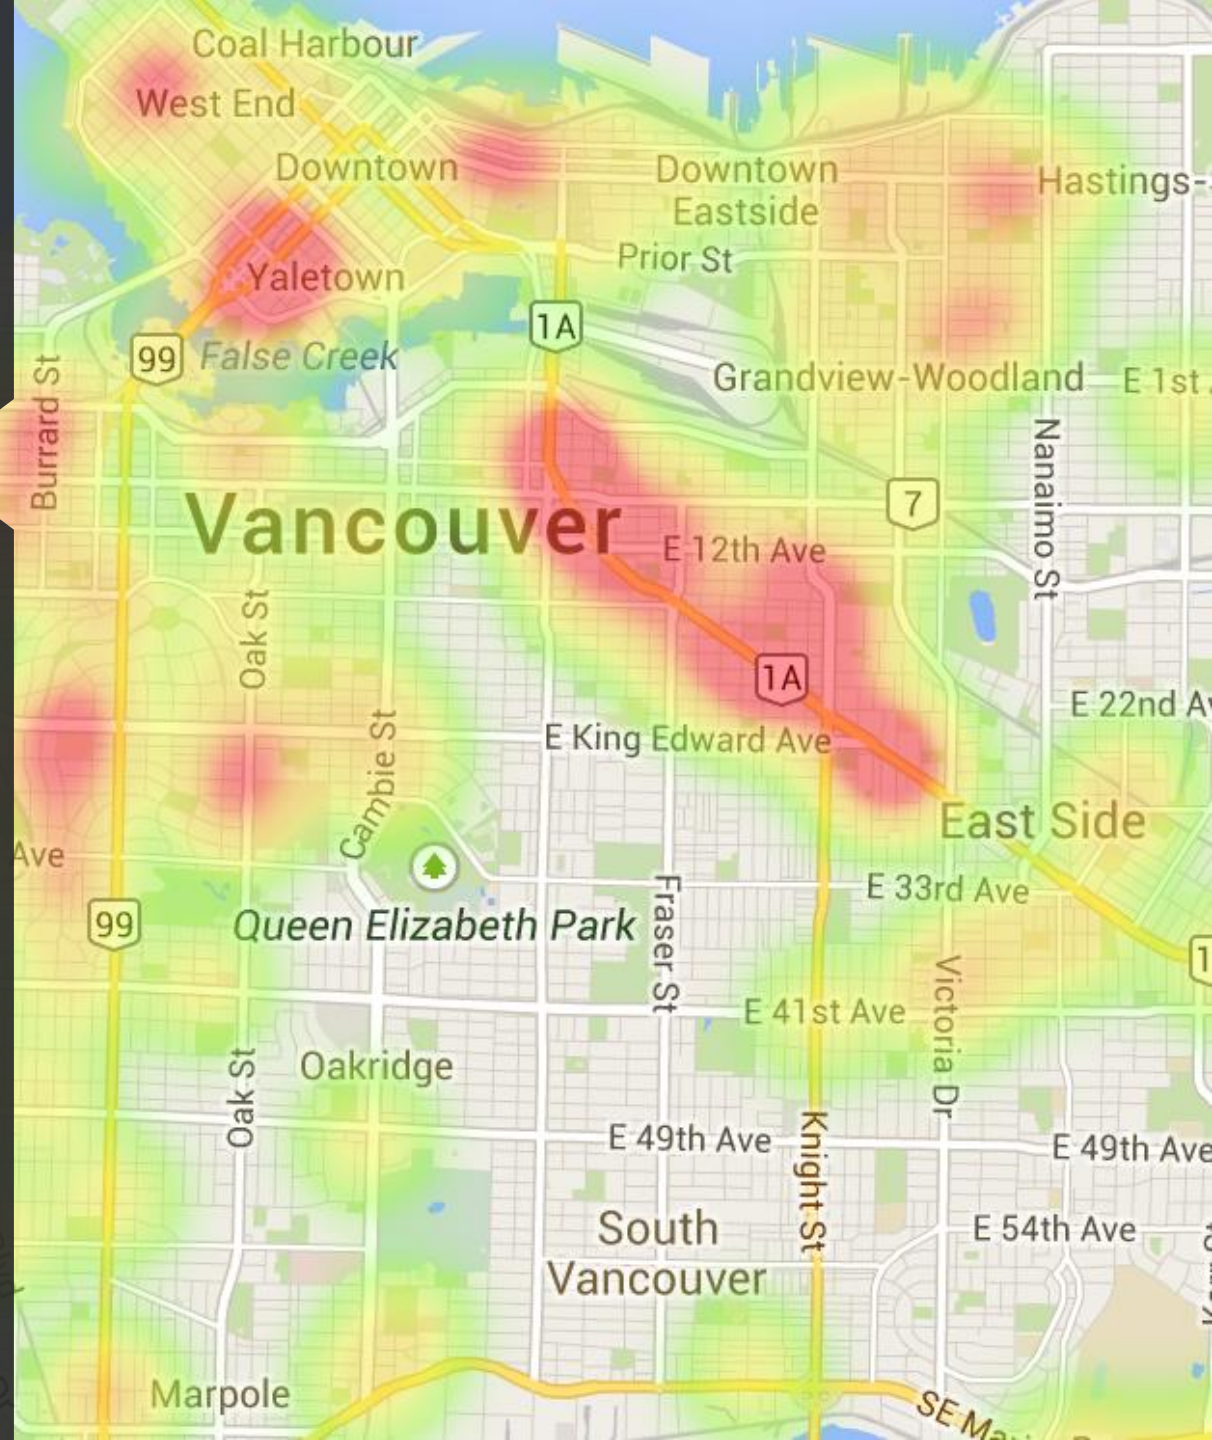 Coal Harbour
West End
Downtown
Downtown
Eastside
Hastings-
Prior St
Yaletown
1A
99
False Creek
Burrard St
Grandview-Woodland
E 1st
Nanaimo St
7
Vancouver
E 12th Ave
Oak St
1A
E 22nd Av
Cambie St
E King Edward Ave
East Side
Ave
E 33rd Ave
99
Queen Elizabeth Park
Fraser St
Victoria Dr
1
E 41st Ave
Oakridge
Oak St
E 49th Ave
Knight St
E 49th Ave
South
Vancouver
E 54th Ave
Marpole
SE Ma